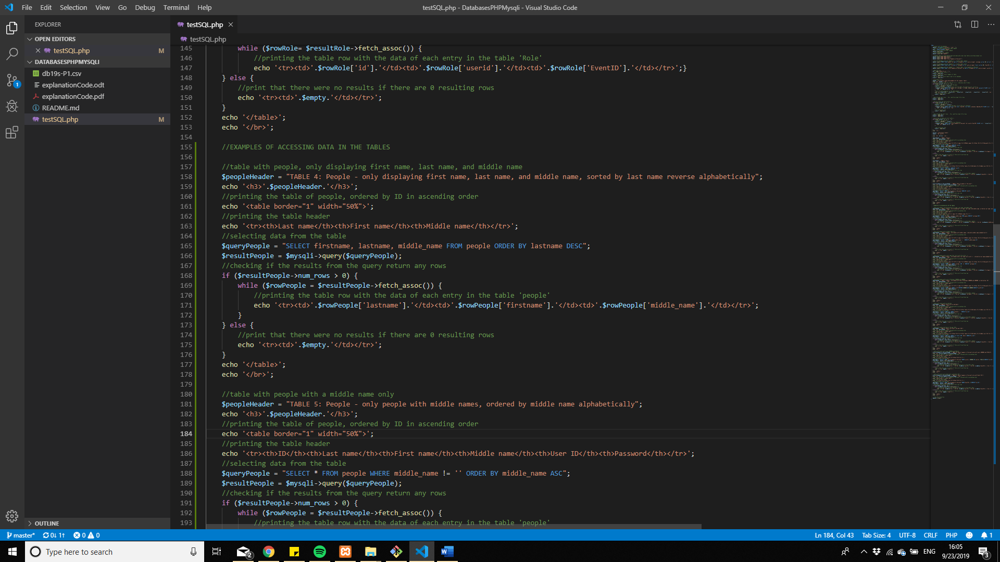 File Edit Selection View Go Debug Terminal Help
testSQL.php - DatabasesPHPMysqli - Visual Studio Code
EXPLORER
OPEN EDITORS
testSQL.php M
DATABASESPHPMYSQLI
db19s-P1.csv
explanationCode.odt
explanationCode.pdf
README.md
testSQL.php M
OUTLINE
1
testSQL.php
testSQL.php
145 while ($rowRole= $resultRole->fetch_assoc()) {
146 //printing the table row with the data of each entry in the table 'Role'
147 echo '<tr><td>'.$rowRole['id'].'</td><td>'.$rowRole['userid'].'</td><td>'.$rowRole['EventID'].'</td></tr>';}
148 } else {
149 //print that there were no results if there are 0 resulting rows
150 echo '<tr><td>'.$empty.'</td></tr>';
151 }
152 echo '</table>';
153 echo '</br>';
154
155 //EXAMPLES OF ACCESSING DATA IN THE TABLES
156
157 //table with people, only displaying first name, last name, and middle name
158 $peopleHeader = "TABLE 4: People - only displaying first name, last name, and middle name, sorted by last name reverse alphabetically";
159 echo '<h3>'.$peopleHeader.'</h3>';
160 //printing the table of people, ordered by ID in ascending order
161 echo '<table border="1" width="50%">';
162 //printing the table header
163 echo '<tr><th>Last name</th><th>First name</th><th>Middle name</th></tr>';
164 //selecting data from the table
165 $queryPeople = "SELECT firstname, lastname, middle_name FROM people ORDER BY lastname DESC";
166 $resultPeople = $mysqli->query($queryPeople);
167 //checking if the results from the query return any rows
168 if ($resultPeople->num_rows > 0) {
169 while ($rowPeople = $resultPeople->fetch_assoc()) {
170 //printing the table row with the data of each entry in the table 'people'
171 echo '<tr><td>'.$rowPeople['lastname'].'</td><td>'.$rowPeople['firstname'].'</td><td>'.$rowPeople['middle_name'].'</td></tr>';
172 }
173 } else {
174 //print that there were no results if there are 0 resulting rows
175 echo '<tr><td>'.$empty.'</td></tr>';
176 }
177 echo '</table>';
178 echo '</br>';
179
180 //table with people with a middle name only
181 $peopleHeader = "TABLE 5: People - only people with middle names, ordered by middle name alphabetically";
182 echo '<h3>'.$peopleHeader.'</h3>';
183 //printing the table of people, ordered by ID in ascending order
184 echo '<table border="1" width="50%">';
185 //printing the table header
186 echo '<tr><th>ID</th><th>Last name</th><th>First name</th><th>Middle name</th><th>User ID</th><th>Password</th></tr>';
187 //selecting data from the table
188 $queryPeople = "SELECT * FROM people WHERE middle_name != '' ORDER BY middle_name ASC";
189 $resultPeople = $mysqli->query($queryPeople);
190 //checking if the results from the query return any rows
191 if ($resultPeople->num_rows > 0) {
192 while ($rowPeople = $resultPeople->fetch_assoc()) {
193 //printing the table row with the data of each entry in the table 'people'
master* 0↓ 1↑ 0 0
Ln 184, Col 43 Tab Size: 4 UTF-8 CRLF PHP 1
Type here to search
2
W
ENG
16:05
9/23/2019
3